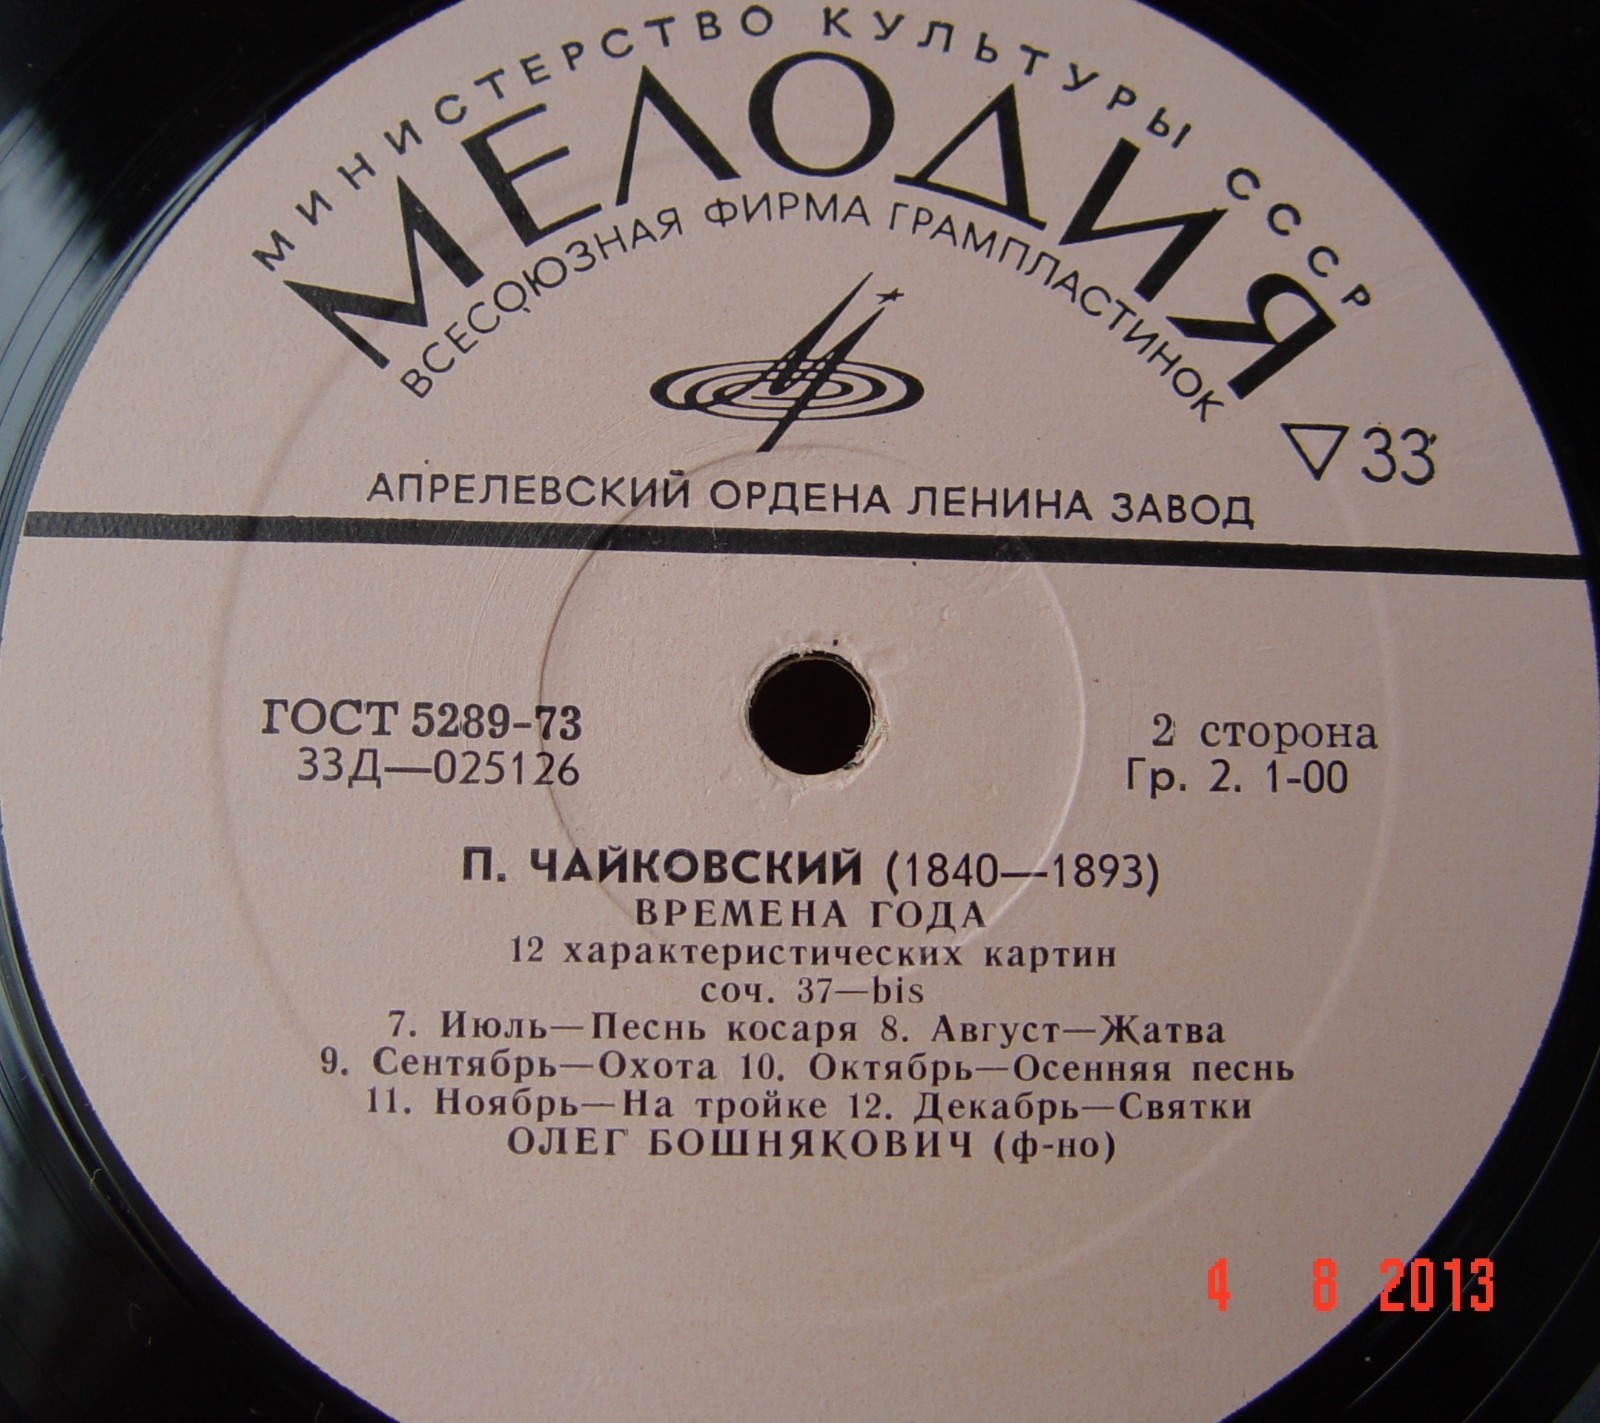 МИНИСТЕРСТВО КУЛЬТУРЫ СССР
МЕЛОДИЯ
ВСЕСОЮЗНАЯ ФИРМА ГРАМПЛАСТИНОК
▽33
АПРЕЛЕВСКИЙ ОРДЕНА ЛЕНИНА ЗАВОД
ГОСТ 5289-73
33Д—025126
2 сторона
Гр. 2. 1-00
П. ЧАЙКОВСКИЙ (1840—1893)
ВРЕМЕНА ГОДА
12 характеристических картин
соч. 37—bis
7. Июль—Песнь косаря 8. Август—Жатва
9. Сентябрь—Охота 10. Октябрь—Осенняя песнь
11. Ноябрь—На тройке 12. Декабрь—Святки
ОЛЕГ БОШНЯКОВИЧ (ф-но)
4 8 2013